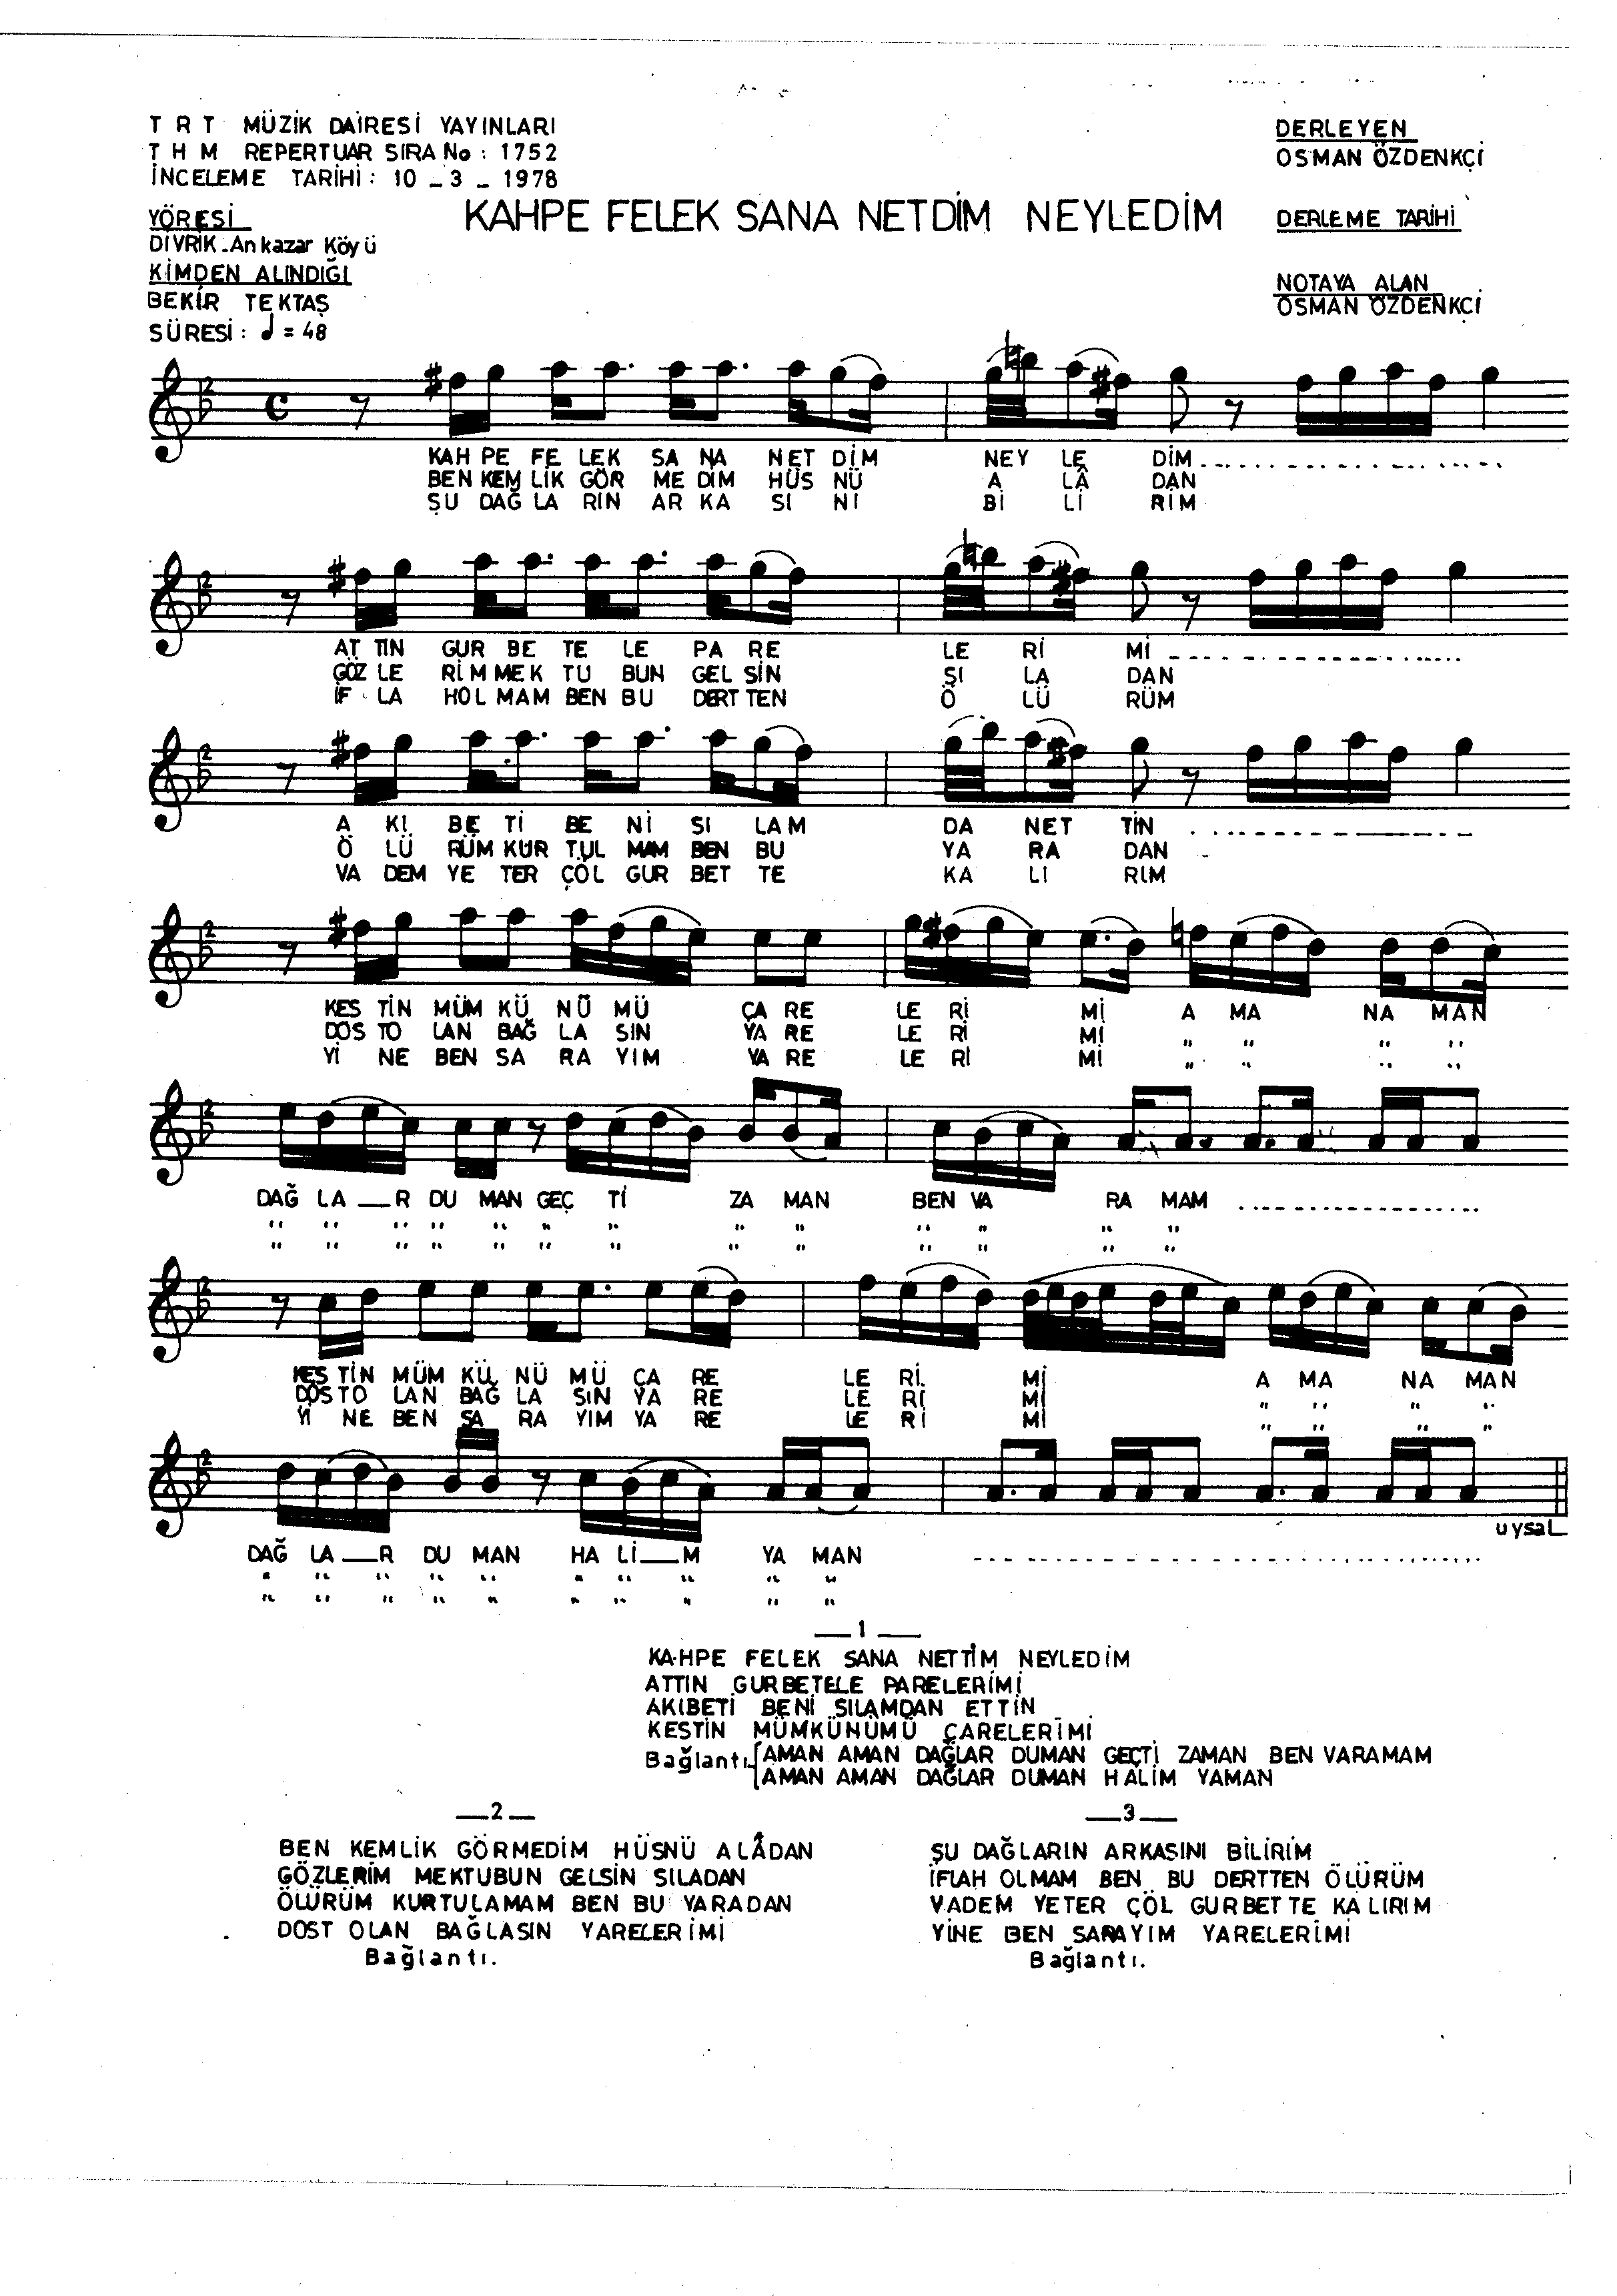 T R T MÜZİK DAİRESİ YAYINLARI
T H M REPERTUAR SIRA No : 1752
İNCELEME TARİHİ : 10 _ 3 _ 1978
DERLEYEN
OSMAN ÖZDENKÇİ
YÖRESİ
DİVRİK_Ankazar Köyü
KİMDEN ALINDIĞI
BEKİR TEKTAŞ
SÜRESİ : ♩ = 48
KAHPE FELEK SANA NETDİM NEYLEDİM
DERLEME TARİHİ
NOTAYA ALAN
OSMAN ÖZDENKÇİ
KAH PE FE LEK SA NA NET DİM NEY LE DİM
BEN KEM LİK GÖR ME DİM HÜS NÜ A LÂ DAN
ŞU DAĞ LA RIN AR KA SI NI Bİ Lİ RİM
AT TIN GUR BE TE LE PA RE LE Rİ Mİ
GÖZ LE RİM MEK TU BUN GEL SİN SI LA DAN
İF LA HOL MAM BEN BU DERT TEN Ö LÜ RÜM
A KI BE Tİ BE Nİ SI LAM DA NET TİN
Ö LÜ RÜM KUR TUL MAM BEN BU YA RA DAN
VA DEM YE TER ÇÖL GUR BET TE KA LI RIM
KES TİN MÜM KÜ NÜ MÜ ÇA RE LE Rİ Mİ A MA NA MAN
DOS TO LAN BAĞ LA SIN YA RE LE Rİ Mİ " " " "
Yİ NE BEN SA RA YIM YA RE LE Rİ Mİ " " " "
DAĞ LA__R DU MAN GEÇ Tİ ZA MAN BEN VA RA MAM
" " " " " " " " " " " " "
" " " " " " " " " " " " "
KES TİN MÜM KÜ NÜ MÜ ÇA RE LE Rİ Mİ A MA NA MAN
DOS TO LAN BAĞ LA SIN YA RE LE Rİ Mİ " " " "
Yİ NE BEN SA RA YIM YA RE LE Rİ Mİ " " " "
uysal
DAĞ LA__R DU MAN HA Lİ__M YA MAN
" " " " " " " " " "
" " " " " " " " " "
__1__
KAHPE FELEK SANA NETTİM NEYLEDİM
ATTIN GURBETELE PARELERİMİ
AKIBETİ BENİ SILAMDAN ETTİN
KESTİN MÜMKÜNÜMÜ ÇARELERİMİ
Bağlantı AMAN AMAN DAĞLAR DUMAN GEÇTİ ZAMAN BEN VARAMAM
AMAN AMAN DAĞLAR DUMAN HALİM YAMAN
__2__
BEN KEMLİK GÖRMEDİM HÜSNÜ ALÂDAN
GÖZLERİM MEKTUBUN GELSİN SILADAN
ÖLÜRÜM KURTULAMAM BEN BU YARADAN
DOST OLAN BAĞLASIN YARELERİMİ
Bağlantı.
__3__
ŞU DAĞLARIN ARKASINI BİLİRİM
İFLAH OLMAM BEN BU DERTTEN ÖLÜRÜM
VADEM YETER ÇÖL GURBETTE KALIRIM
YİNE BEN SARAYIM YARELERİMİ
Bağlantı.